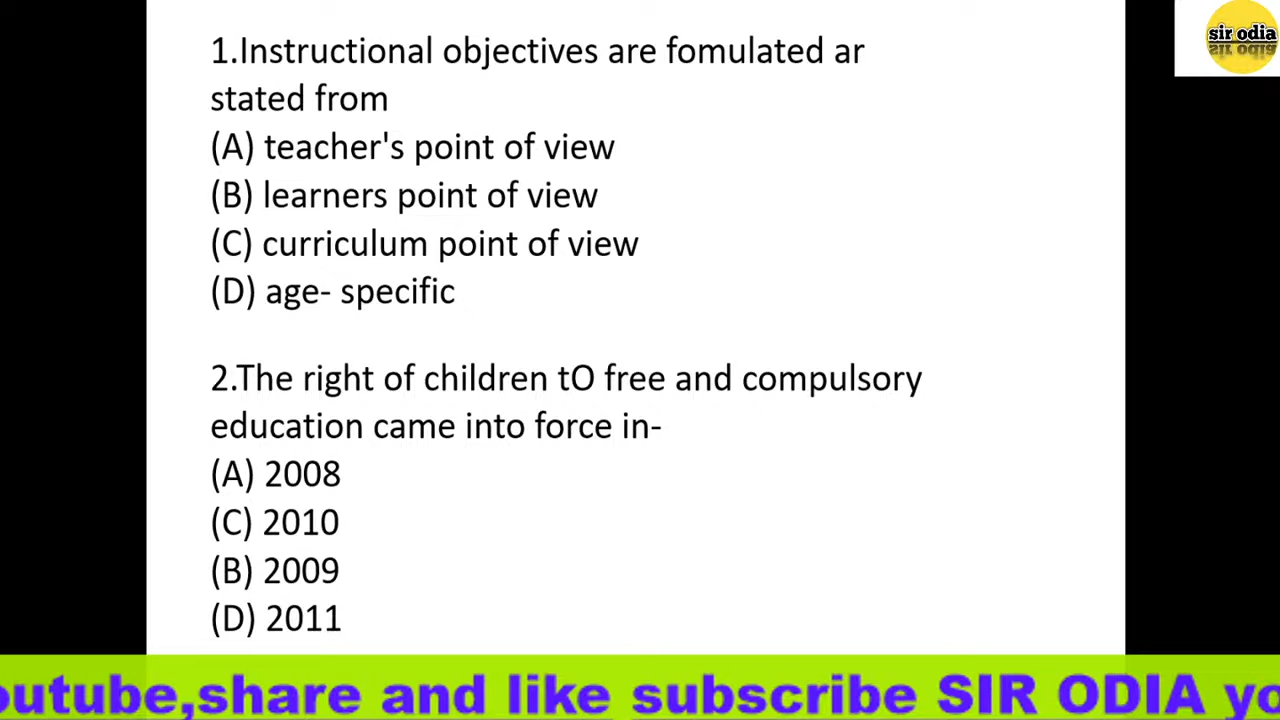 sir odia
1.Instructional objectives are fomulated ar
stated from
(A) teacher's point of view
(B) learners point of view
(C) curriculum point of view
(D) age- specific
2.The right of children tO free and compulsory
education came into force in-
(A) 2008
(C) 2010
(B) 2009
(D) 2011
outube,share and like subscribe SIR ODIA yo